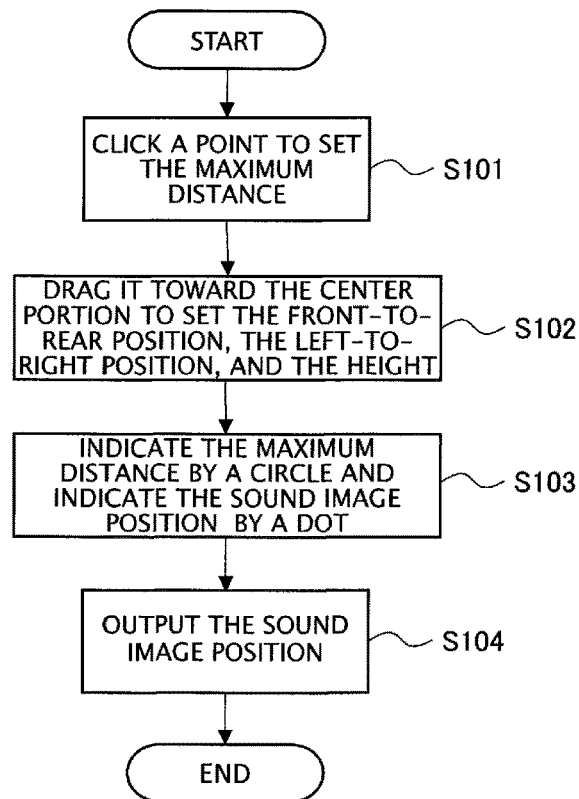 START
CLICK A POINT TO SET
THE MAXIMUM
DISTANCE
S101
DRAG IT TOWARD THE CENTER
PORTION TO SET THE FRONT-TO-
REAR POSITION, THE LEFT-TO-
RIGHT POSITION, AND THE HEIGHT
S102
INDICATE THE MAXIMUM
DISTANCE BY A CIRCLE AND
INDICATE THE SOUND IMAGE
POSITION BY A DOT
S103
OUTPUT THE SOUND
IMAGE POSITION
S104
END